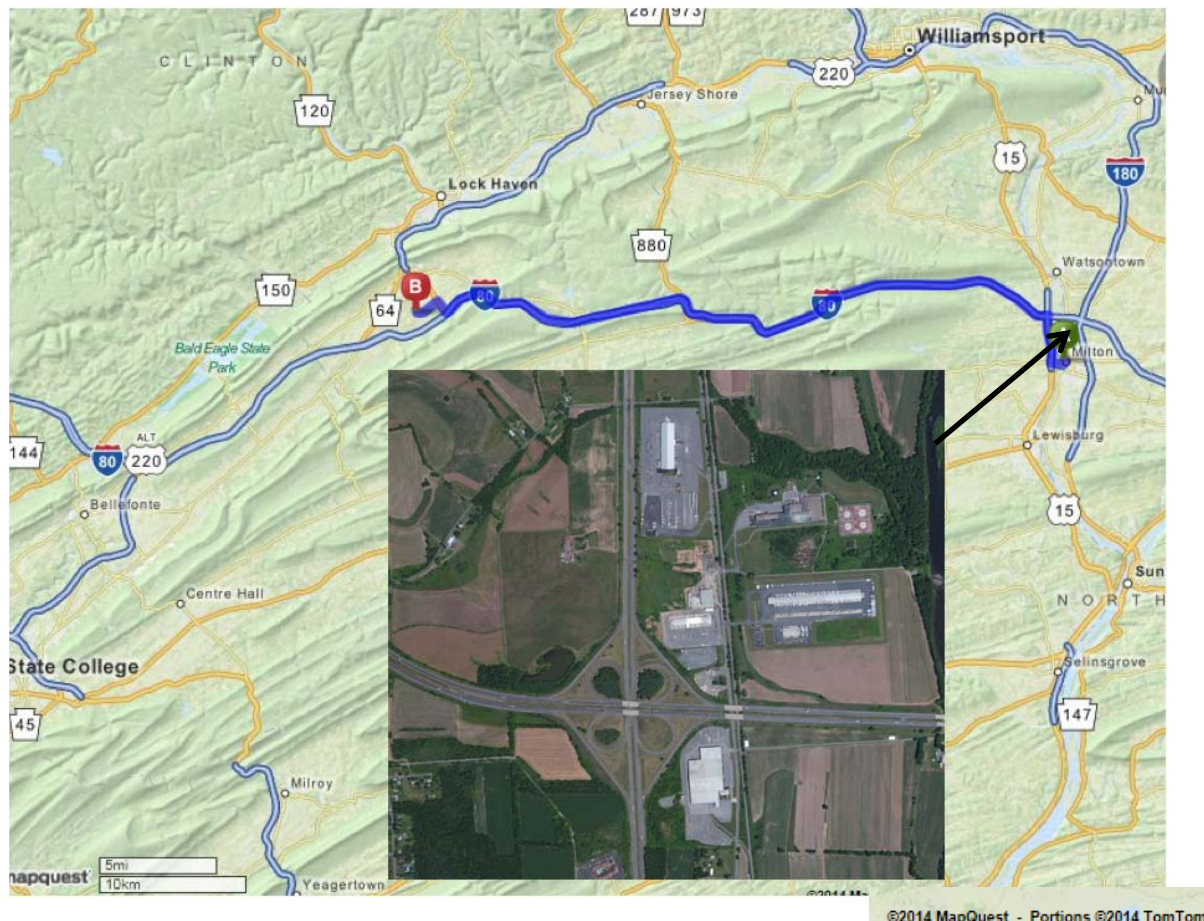 287
973
Williamsport
CLINTON
220
Jersey Shore
120
15
180
Lock Haven
880
Watsontown
150
B
80
64
80
Bald Eagle State
Park
Milton
144
ALT
80
220
Lewisburg
Bellefonte
15
Centre Hall
State College
Selinsgrove
45
147
Milroy
5mi
10km
Yeagertown
©2014 MapQuest - Portions ©2014 TomTom